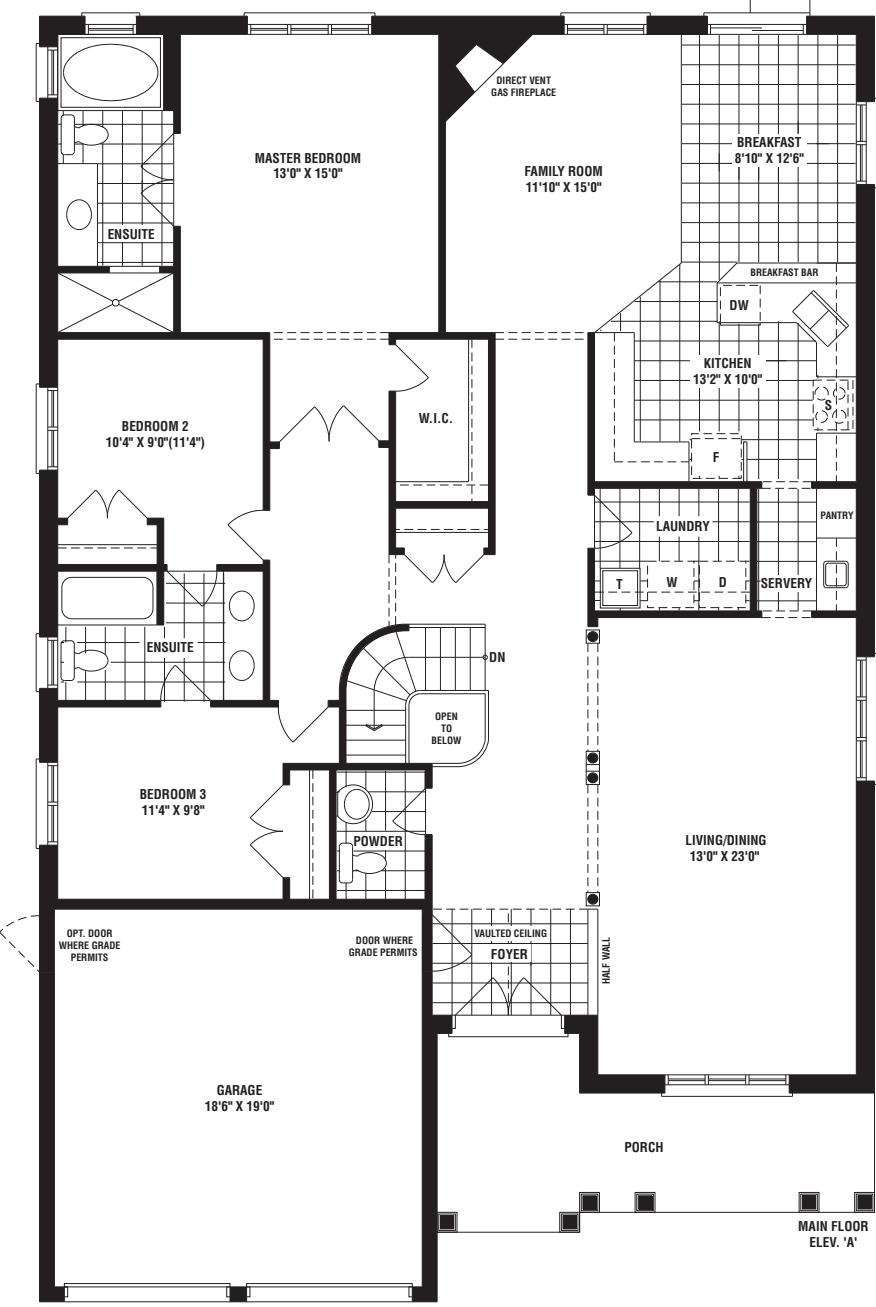 DIRECT VENT
GAS FIREPLACE
MASTER BEDROOM
13'0" X 15'0"
FAMILY ROOM
11'10" X 15'0"
BREAKFAST
8'10" X 12'6"
ENSUITE
BREAKFAST BAR
DW
KITCHEN
13'2" X 10'0"
S
F
W.I.C.
BEDROOM 2
10'4" X 9'0"(11'4")
LAUNDRY
PANTRY
T
W
D
SERVERY
ENSUITE
DN
OPEN
TO
BELOW
BEDROOM 3
11'4" X 9'8"
POWDER
LIVING/DINING
13'0" X 23'0"
OPT. DOOR
WHERE GRADE
PERMITS
DOOR WHERE
GRADE PERMITS
VAULTED CEILING
FOYER
HALF WALL
GARAGE
18'6" X 19'0"
PORCH
MAIN FLOOR
ELEV. 'A'